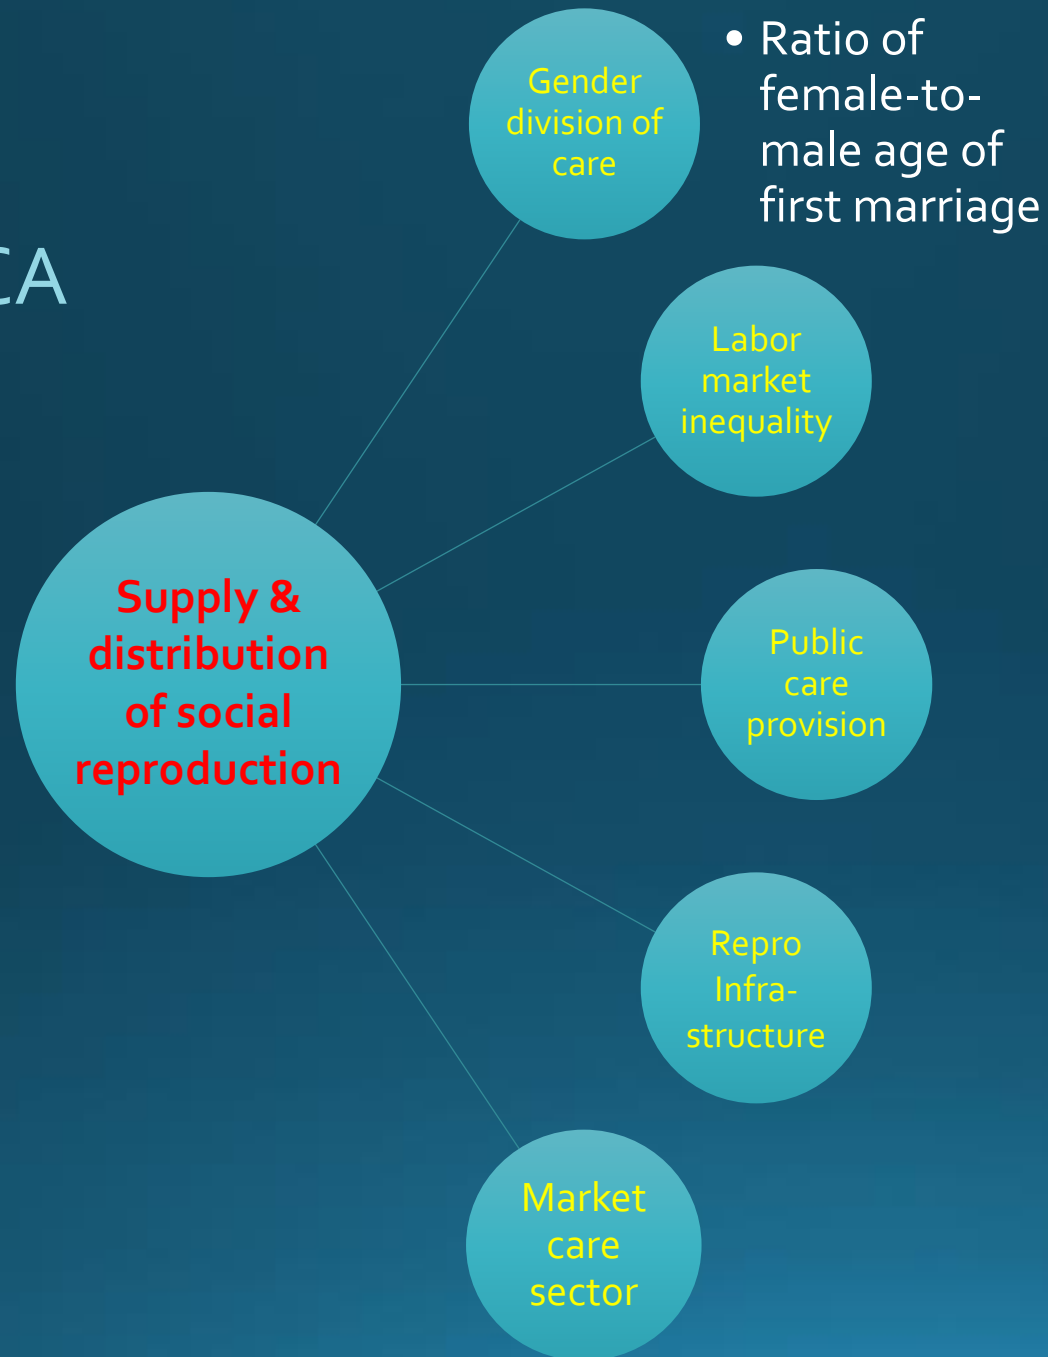 Gender
division of
care
• Ratio of
female-to-
male age of
first marriage
CA
Labor
market
inequality
Supply &
distribution
of social
reproduction
Public
care
provision
Repro
Infra-
structure
Market
care
sector